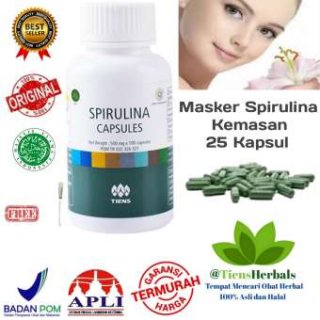 BEST
SELLER
100%
ORIGINAL
FREE
SPIRULINA
CAPSULES
TIENS
Masker Spirulina
Kemasan
25 Kapsul
@TiensHerbals
Tempat Mencari Obat Herbal
100% Asli dan Halal
BADAN POM
APLI
GARANSI
TERMURAH
HARGA